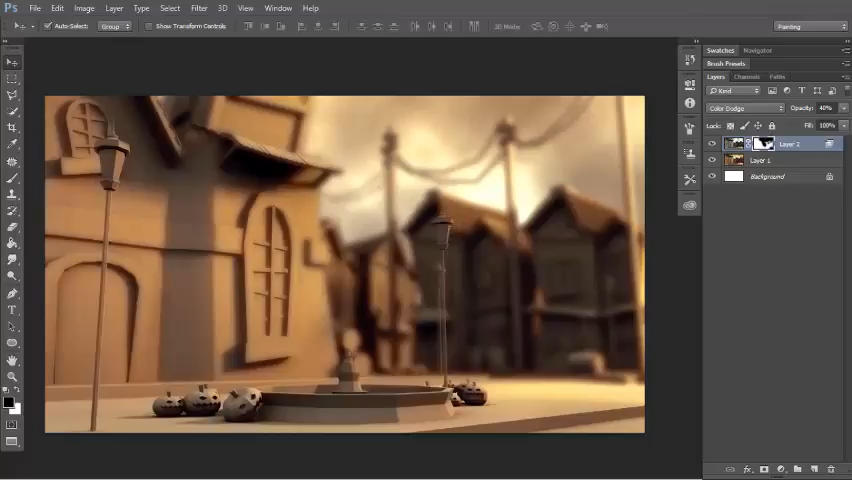 Ps File Edit Image Layer Type Select Filter 3D View Window Help
Auto-Select: Group Show Transform Controls 3D Mode: Painting
Swatches Navigator
Brush Presets
Layers Channels Paths
Kind
Color Dodge Opacity: 40%
Lock: Fill: 100%
Layer 2
Layer 1
Background